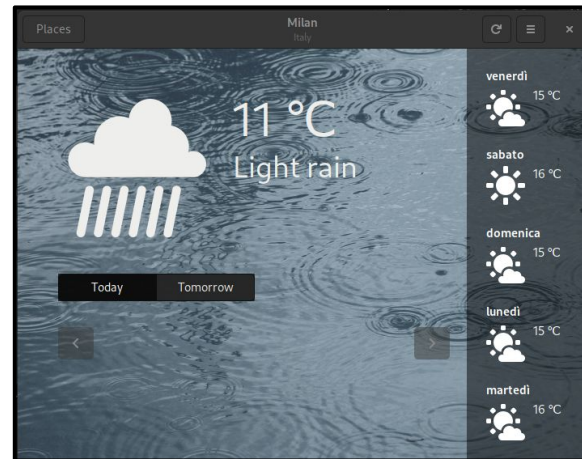 Places
Milan
Italy
11 °C
Light rain
Today
Tomorrow
venerdì
15 °C
sabato
16 °C
domenica
15 °C
lunedì
15 °C
martedì
16 °C